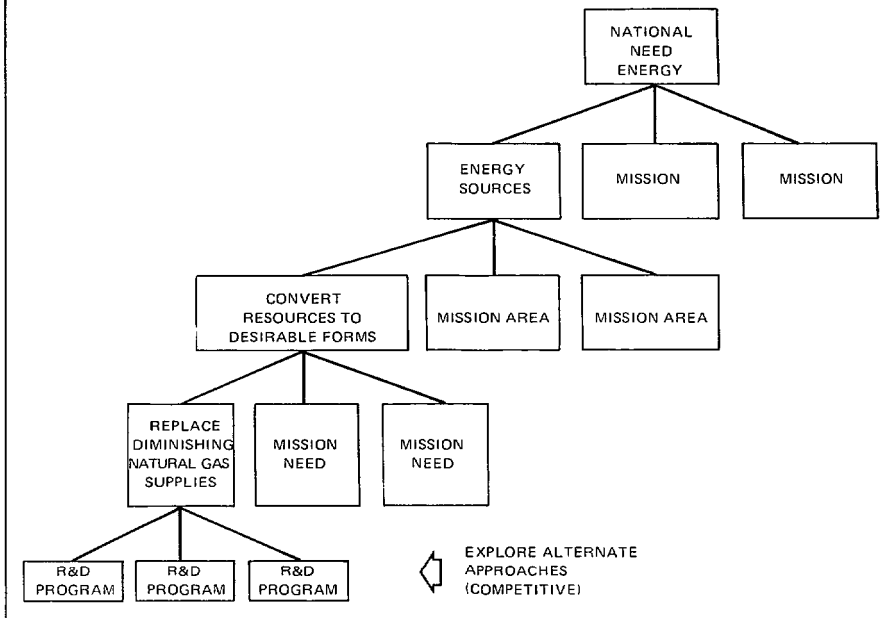 NATIONAL
NEED
ENERGY
ENERGY
SOURCES
MISSION
MISSION
CONVERT
RESOURCES TO
DESIRABLE FORMS
MISSION AREA
MISSION AREA
REPLACE
DIMINISHING
NATURAL GAS
SUPPLIES
MISSION
NEED
MISSION
NEED
R&D
PROGRAM
R&D
PROGRAM
R&D
PROGRAM
EXPLORE ALTERNATE
APPROACHES
(COMPETITIVE)